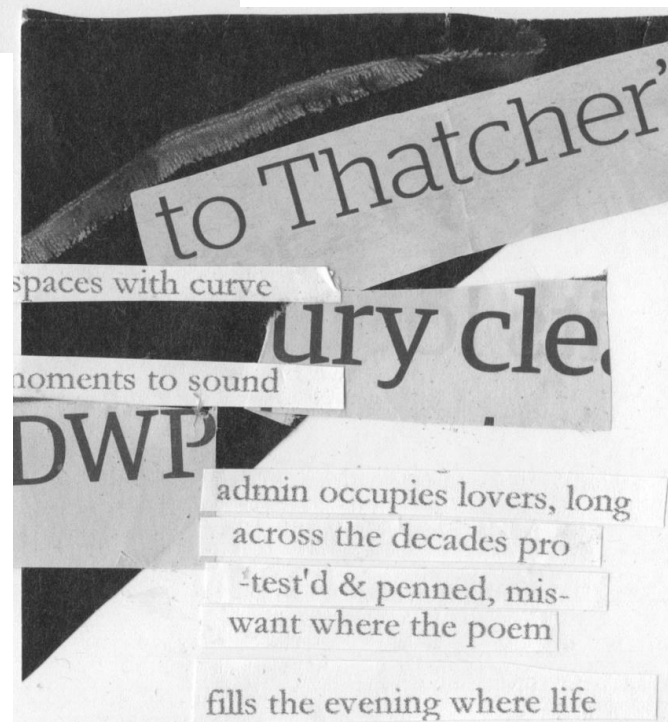 to Thatcher'
spaces with curve
ury cle
moments to sound
DWP
admin occupies lovers, long
across the decades pro
-test'd & penned, mis-
want where the poem
fills the evening where life